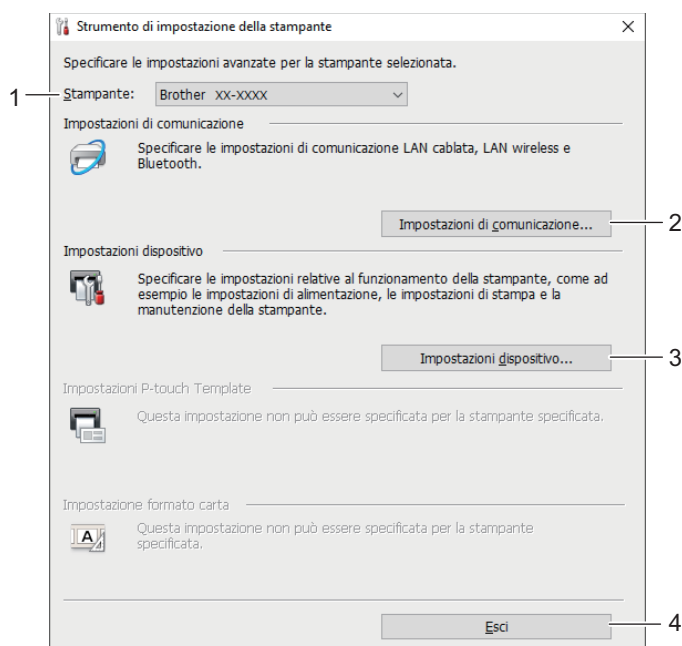 Strumento di impostazione della stampante
Specificare le impostazioni avanzate per la stampante selezionata.
1
Stampante: Brother XX-XXXX
Impostazioni di comunicazione
Specificare le impostazioni di comunicazione LAN cablata, LAN wireless e
Bluetooth.
Impostazioni di comunicazione... 2
Impostazioni dispositivo
Specificare le impostazioni relative al funzionamento della stampante, come ad
esempio le impostazioni di alimentazione, le impostazioni di stampa e la
manutenzione della stampante.
Impostazioni dispositivo... 3
Impostazioni P-touch Template
Questa impostazione non può essere specificata per la stampante specificata.
Impostazione formato carta
A
Questa impostazione non può essere specificata per la stampante
specificata.
Esci 4